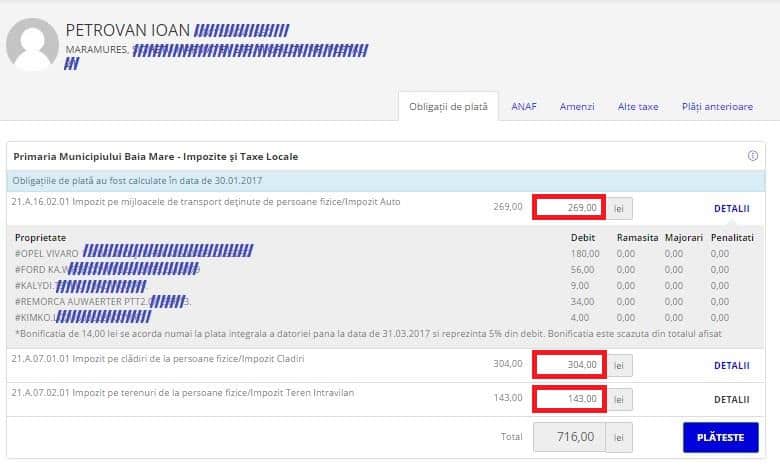 PETROVAN IOAN
MARAMURES,
Obligații de plată ANAF Amenzi Alte taxe Plăți anterioare
Primaria Municipiului Baia Mare - Impozite și Taxe Locale
Obligațiile de plată au fost calculate în data de 30.01.2017
21.A.16.02.01 Impozit pe mijloacele de transport deținute de persoane fizice/Impozit Auto 269,00 269,00 lei DETALII
Proprietate Debit Ramasita Majorari Penalitati
#OPEL VIVARO 180,00 0,00 0,00 0,00
#FORD KA. 56,00 0,00 0,00 0,00
#KALYDI. 9,00 0,00 0,00 0,00
#REMORCA AUWAERTER PTT2. 34,00 0,00 0,00 0,00
#KIMKO. 4,00 0,00 0,00 0,00
*Bonificatia de 14,00 lei se acorda numai la plata integrala a datoriei pana la data de 31.03.2017 si reprezinta 5% din debit. Bonificatia este scazuta din totalul afisat
21.A.07.01.01 Impozit pe clădiri de la persoane fizice/Impozit Cladiri 304,00 304,00 lei DETALII
21.A.07.02.01 Impozit pe terenuri de la persoane fizice/Impozit Teren Intravilan 143,00 143,00 lei DETALII
Total 716,00 lei PLĂTESTE